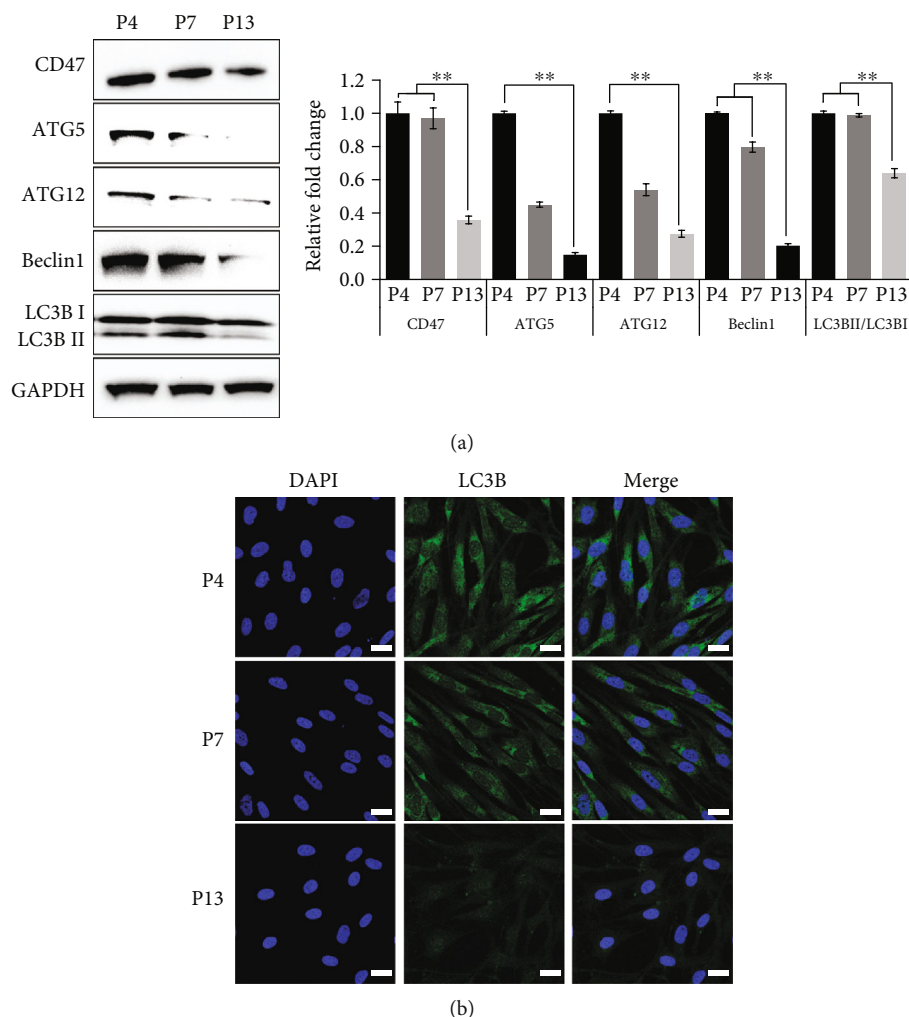 P4 P7 P13
CD47
ATG5
ATG12
Beclin1
LC3B I
LC3B II
GAPDH
Relative fold change
1.2
1.0
0.8
0.6
0.4
0.2
0.0
** ** ** ** **
P4 P7 P13 P4 P7 P13 P4 P7 P13 P4 P7 P13 P4 P7 P13
CD47 ATG5 ATG12 Beclin1 LC3BII/LC3BI
(a)
DAPI LC3B Merge
P4
P7
P13
(b)